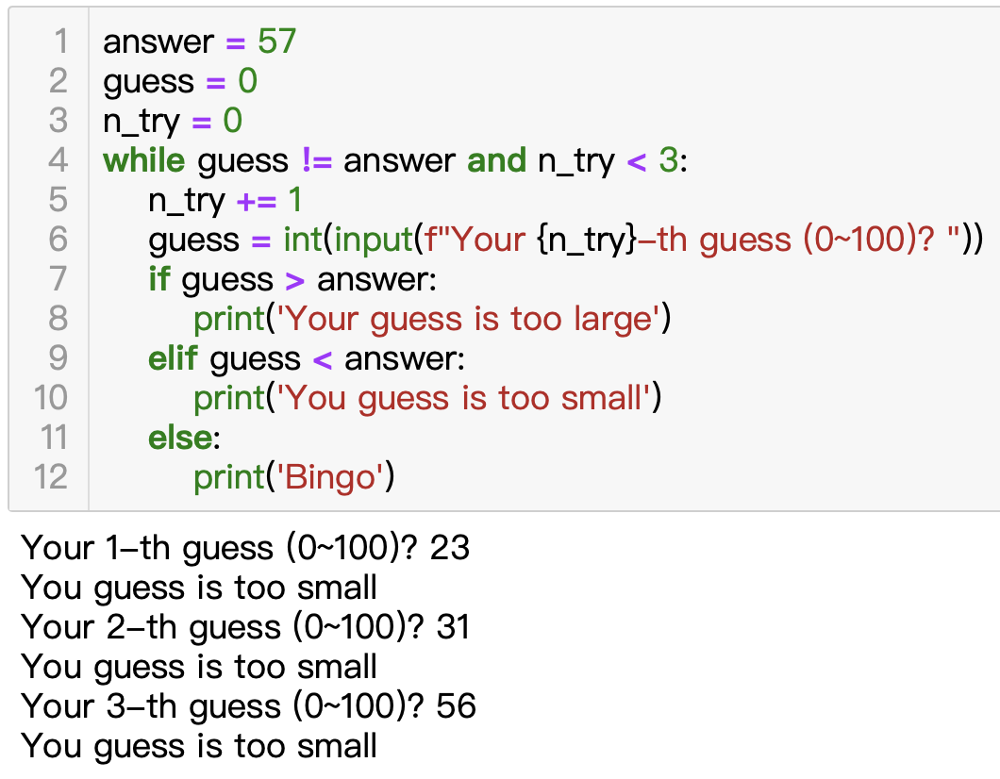 1 answer = 57
2 guess = 0
3 n_try = 0
4 while guess != answer and n_try < 3:
5     n_try += 1
6     guess = int(input(f"Your {n_try}-th guess (0~100)? "))
7     if guess > answer:
8         print('Your guess is too large')
9     elif guess < answer:
10         print('You guess is too small')
11     else:
12         print('Bingo')
Your 1-th guess (0~100)? 23
You guess is too small
Your 2-th guess (0~100)? 31
You guess is too small
Your 3-th guess (0~100)? 56
You guess is too small